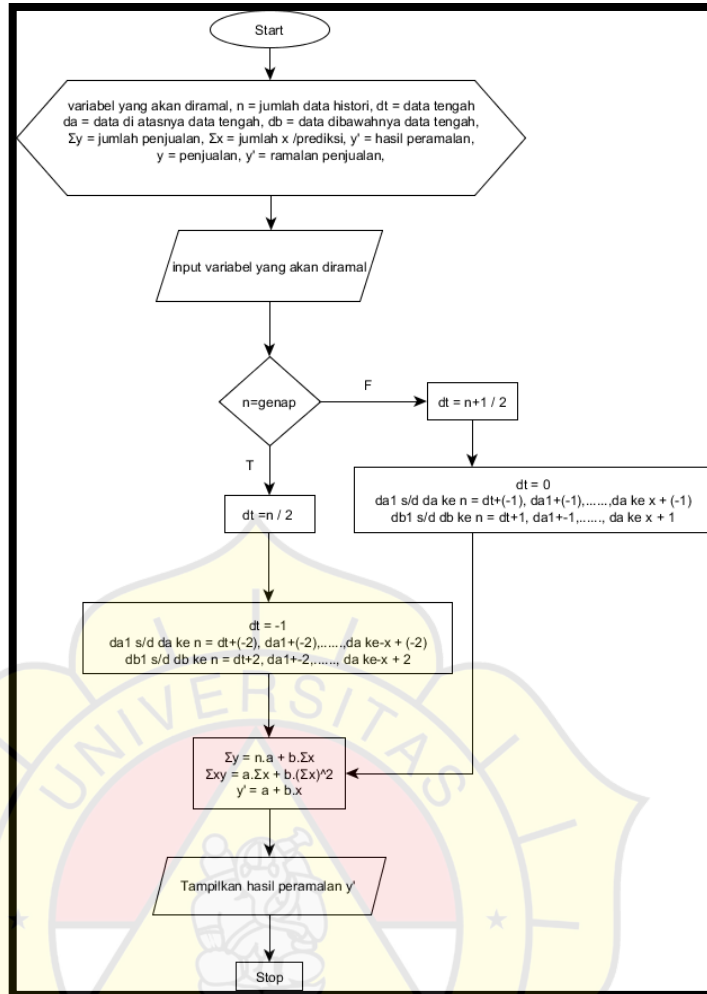 Start
variabel yang akan diramal, n = jumlah data histori, dt = data tengah
da = data di atasnya data tengah, db = data dibawahnya data tengah,
Σy = jumlah penjualan, Σx = jumlah x /prediksi, y' = hasil peramalan,
y = penjualan, y' = ramalan penjualan,
input variabel yang akan diramal
n=genap
F
dt = n+1 / 2
T
dt =n / 2
dt = 0
da1 s/d da ke n = dt+(-1), da1+(-1),......,da ke x + (-1)
db1 s/d db ke n = dt+1, da1+-1,......, da ke x + 1
dt = -1
da1 s/d da ke n = dt+(-2), da1+(-2),......,da ke-x + (-2)
db1 s/d db ke n = dt+2, da1+-2,......, da ke-x + 2
UNIVERSITAS
Σy = n.a + b.Σx
Σxy = a.Σx + b.(Σx)^2
y' = a + b.x
Tampilkan hasil peramalan y'
Stop